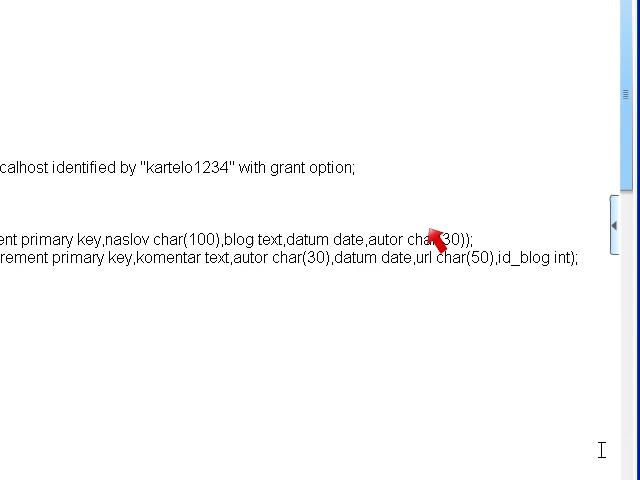 calhost identified by "kartelo1234" with grant option;
ent primary key,naslov char(100),blog text,datum date,autor char(30));
rement primary key,komentar text,autor char(30),datum date,url char(50),id_blog int);